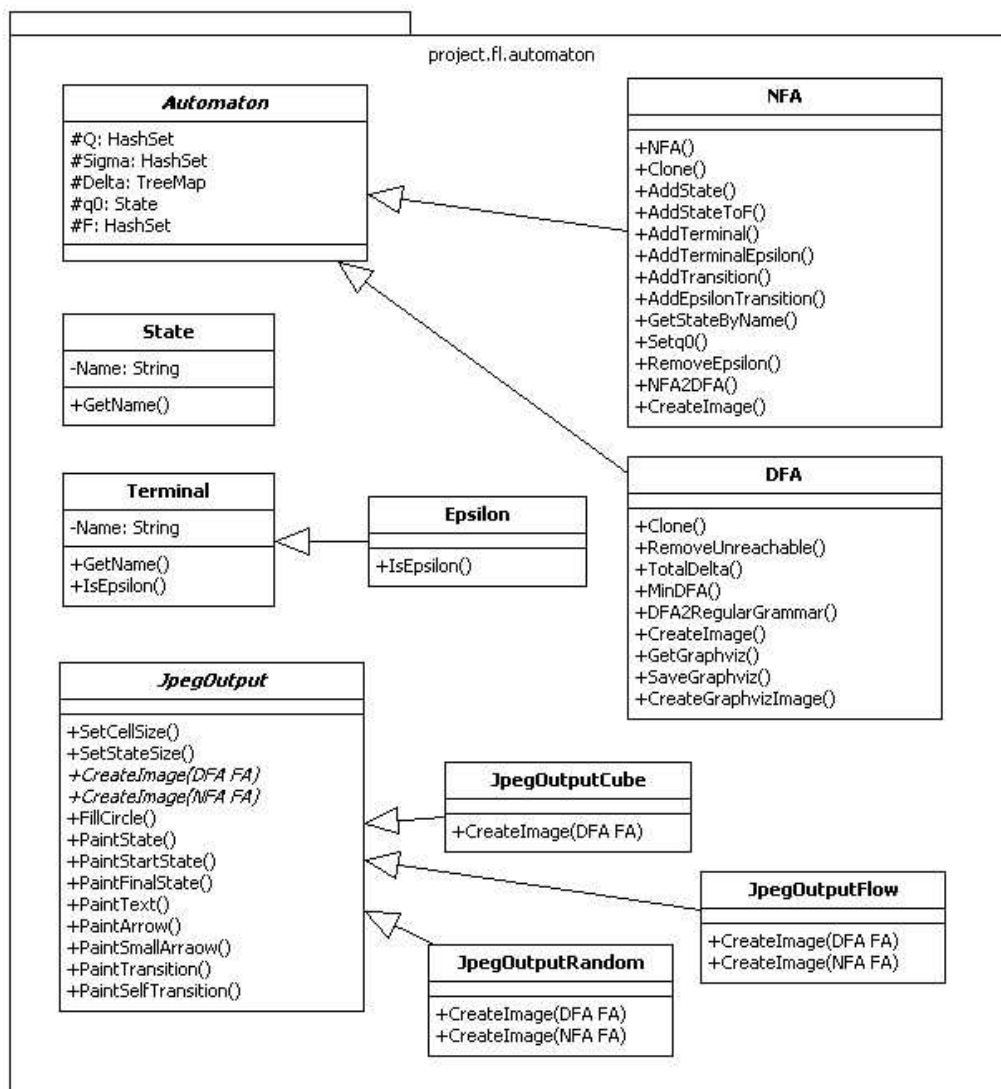 project.fl.automaton
Automaton
#Q: HashSet
#Sigma: HashSet
#Delta: TreeMap
#q0: State
#F: HashSet
NFA
+NFA()
+Clone()
+AddState()
+AddStateToF()
+AddTerminal()
+AddTerminalEpsilon()
+AddTransition()
+AddEpsilonTransition()
+GetStateByName()
+Setq0()
+RemoveEpsilon()
+NFA2DFA()
+CreateImage()
State
-Name: String
+GetName()
Terminal
-Name: String
+GetName()
+IsEpsilon()
Epsilon
+IsEpsilon()
DFA
+Clone()
+RemoveUnreachable()
+TotalDelta()
+MinDFA()
+DFA2RegularGrammar()
+CreateImage()
+GetGraphviz()
+SaveGraphviz()
+CreateGraphvizImage()
JpegOutput
+SetCellSize()
+SetStateSize()
+CreateImage(DFA FA)
+CreateImage(NFA FA)
+FillCircle()
+PaintState()
+PaintStartState()
+PaintFinalState()
+PaintText()
+PaintArrow()
+PaintSmallArraow()
+PaintTransition()
+PaintSelfTransition()
JpegOutputCube
+CreateImage(DFA FA)
JpegOutputFlow
+CreateImage(DFA FA)
+CreateImage(NFA FA)
JpegOutputRandom
+CreateImage(DFA FA)
+CreateImage(NFA FA)